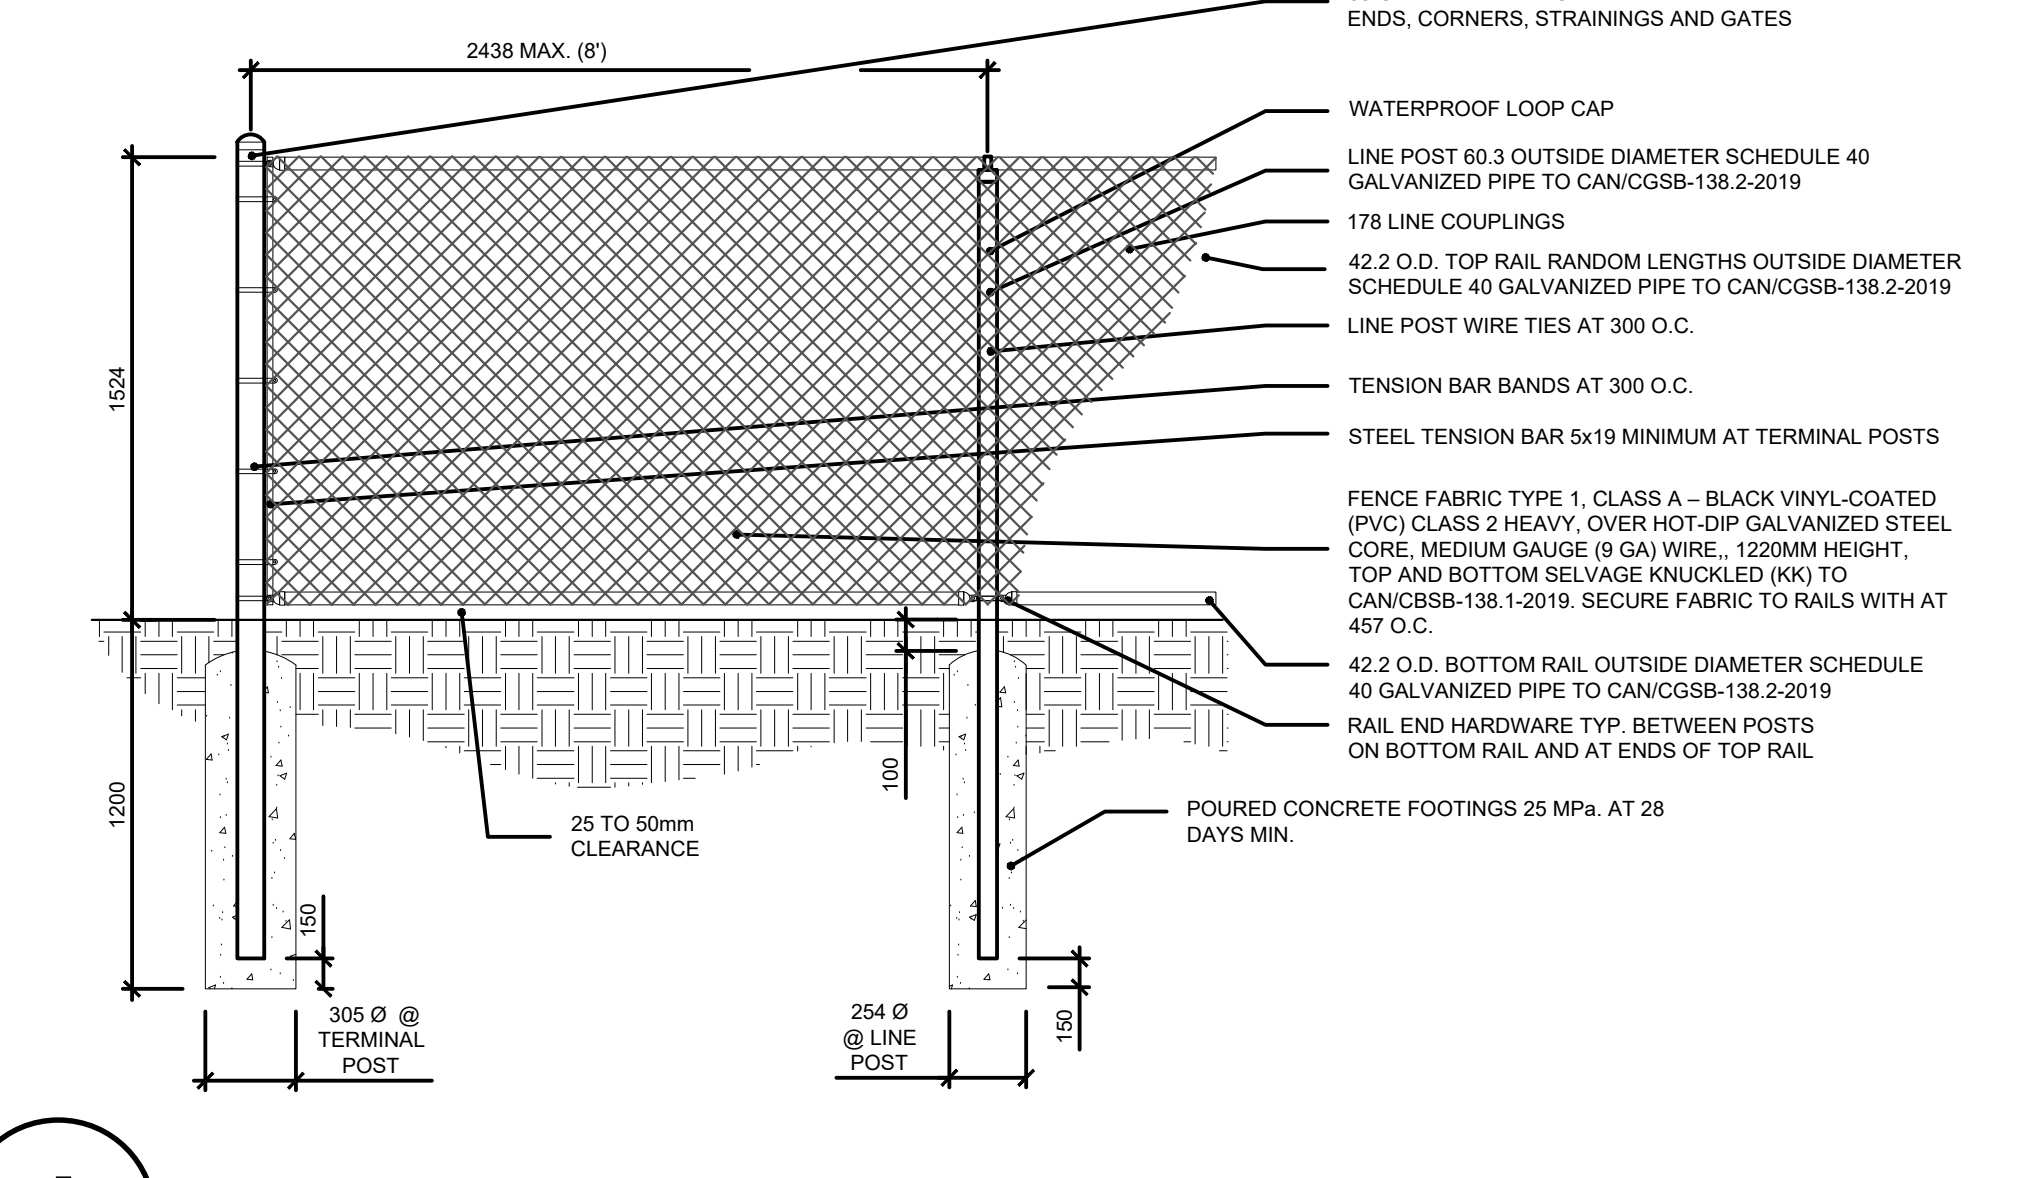 ENDS, CORNERS, STRAININGS AND GATES
2438 MAX. (8')
WATERPROOF LOOP CAP
LINE POST 60.3 OUTSIDE DIAMETER SCHEDULE 40
GALVANIZED PIPE TO CAN/CGSB-138.2-2019
178 LINE COUPLINGS
42.2 O.D. TOP RAIL RANDOM LENGTHS OUTSIDE DIAMETER
SCHEDULE 40 GALVANIZED PIPE TO CAN/CGSB-138.2-2019
LINE POST WIRE TIES AT 300 O.C.
TENSION BAR BANDS AT 300 O.C.
STEEL TENSION BAR 5x19 MINIMUM AT TERMINAL POSTS
FENCE FABRIC TYPE 1, CLASS A – BLACK VINYL-COATED
(PVC) CLASS 2 HEAVY, OVER HOT-DIP GALVANIZED STEEL
CORE, MEDIUM GAUGE (9 GA) WIRE,, 1220MM HEIGHT,
TOP AND BOTTOM SELVAGE KNUCKLED (KK) TO
CAN/CBSB-138.1-2019. SECURE FABRIC TO RAILS WITH AT
457 O.C.
42.2 O.D. BOTTOM RAIL OUTSIDE DIAMETER SCHEDULE
40 GALVANIZED PIPE TO CAN/CGSB-138.2-2019
RAIL END HARDWARE TYP. BETWEEN POSTS
ON BOTTOM RAIL AND AT ENDS OF TOP RAIL
POURED CONCRETE FOOTINGS 25 MPa. AT 28
DAYS MIN.
1524
1200
100
25 TO 50mm
CLEARANCE
150
305 Ø @
TERMINAL
POST
254 Ø
@ LINE
POST
150